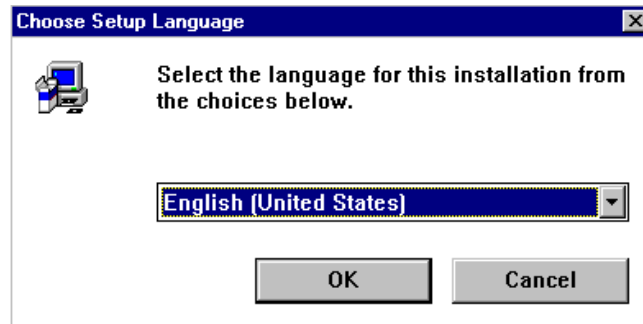 Choose Setup Language
Select the language for this installation from
the choices below.
English (United States)
OK
Cancel